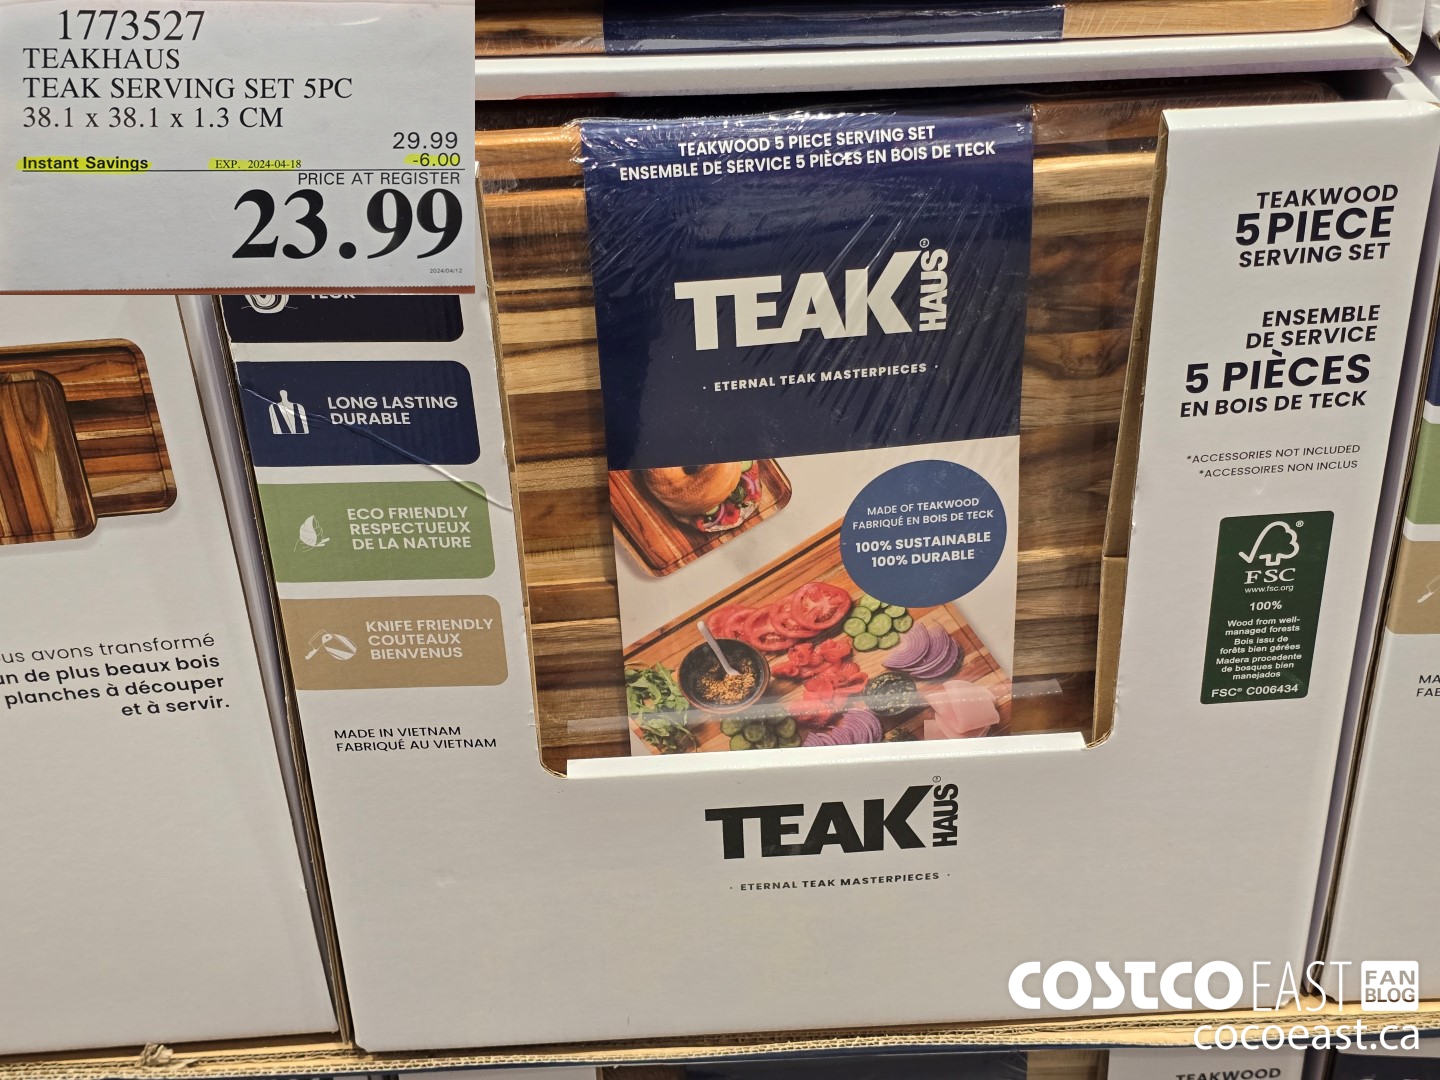 1773527
TEAKHAUS
TEAK SERVING SET 5PC
38.1 x 38.1 x 1.3 CM
29.99
Instant Savings EXP. 2024-04-18 -6.00
PRICE AT REGISTER
23.99
2024/04/12
LONG LASTING
DURABLE
ECO FRIENDLY
RESPECTUEUX
DE LA NATURE
KNIFE FRIENDLY
COUTEAUX
BIENVENUS
MADE IN VIETNAM
FABRIQUÉ AU VIETNAM
us avons transformé
un de plus beaux bois
planches à découper
et à servir.
TEAKWOOD 5 PIECE SERVING SET
ENSEMBLE DE SERVICE 5 PIÈCES EN BOIS DE TECK
TEAK HAUS®
· ETERNAL TEAK MASTERPIECES ·
MADE OF TEAKWOOD
FABRIQUÉ EN BOIS DE TECK
100% SUSTAINABLE
100% DURABLE
TEAK HAUS®
· ETERNAL TEAK MASTERPIECES ·
TEAKWOOD
5 PIECE
SERVING SET
ENSEMBLE
DE SERVICE
5 PIÈCES
EN BOIS DE TECK
*ACCESSORIES NOT INCLUDED
*ACCESSOIRES NON INCLUS
®
FSC
www.fsc.org
100%
Wood from well-
managed forests
Bois issu de
forêts bien gérées
Madera procedente
de bosques bien
manejados
FSC® C006434
MA
FAB
COSTCO EAST FAN BLOG
cocoeast.ca
TEAKWOOD